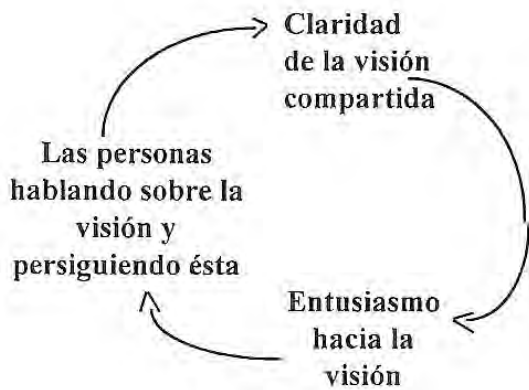 Claridad
de la visión
compartida
Las personas
hablando sobre la
visión y
persiguiendo ésta
Entusiasmo
hacia la
visión